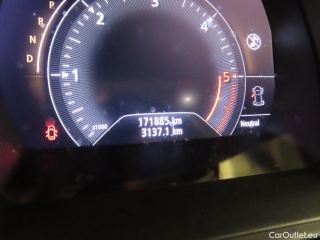 P
R
N
D
1
2
3
4
5
x1000
171885 km
3137.1 km
Neutral
CarOutlet.eu